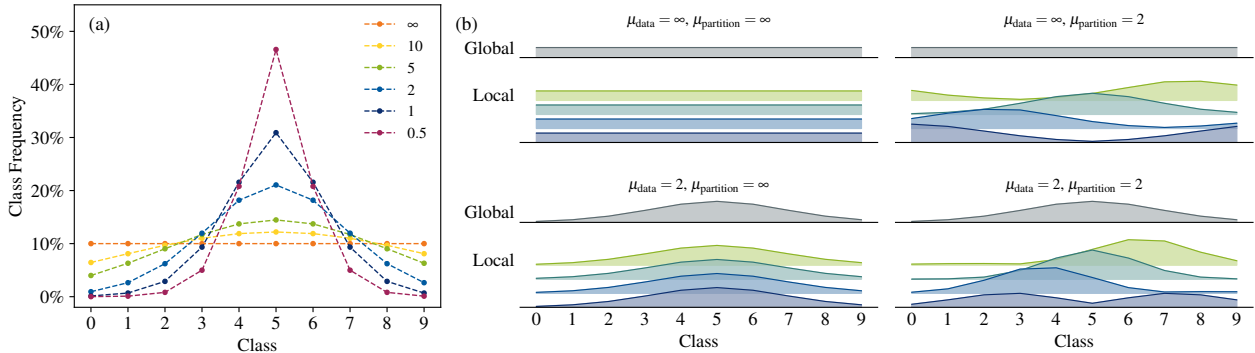 (a)
∞
10
5
2
1
0.5
50%
40%
30%
20%
10%
0%
Class Frequency
0 1 2 3 4 5 6 7 8 9
Class
(b)
μdata = ∞, μpartition = ∞
μdata = ∞, μpartition = 2
Global
Local
μdata = 2, μpartition = ∞
μdata = 2, μpartition = 2
Global
Local
0 1 2 3 4 5 6 7 8 9
0 1 2 3 4 5 6 7 8 9
Class
Class